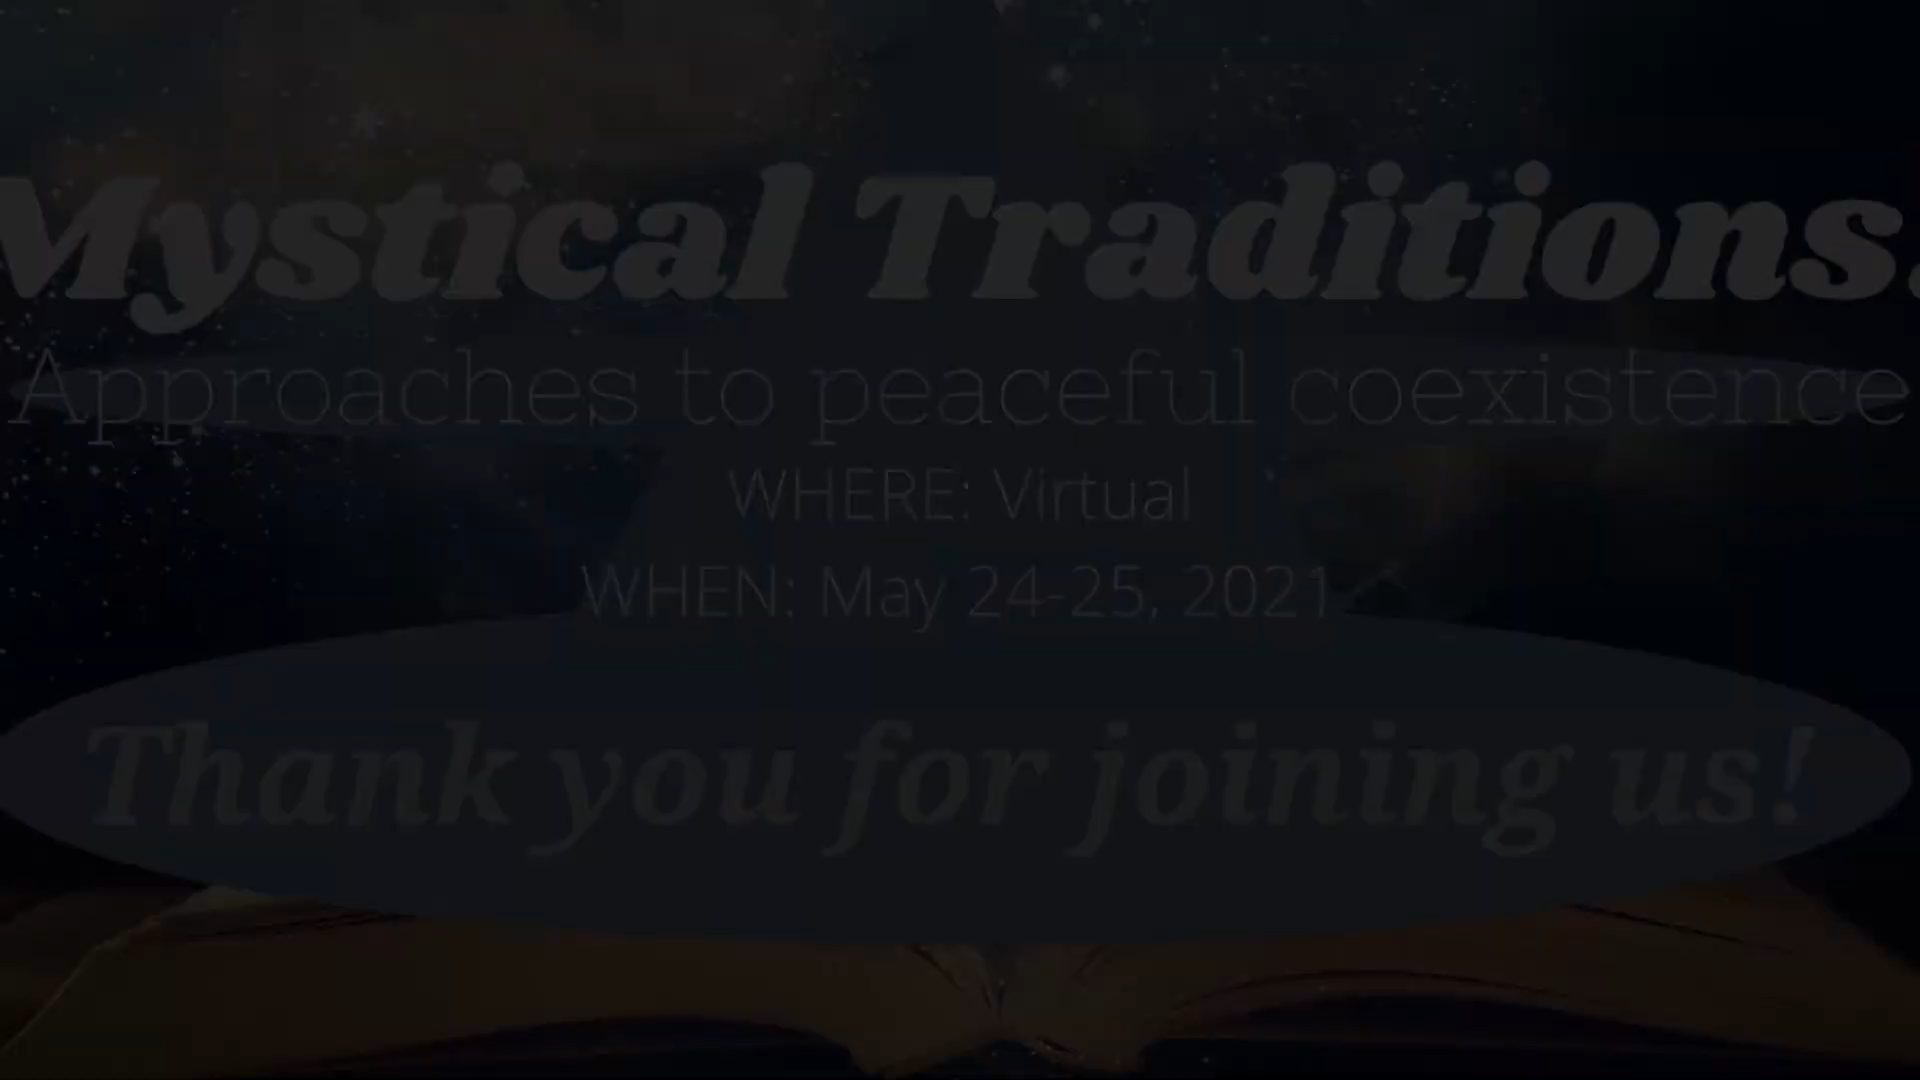 Mystical Traditions.
Approaches to peaceful coexistence
WHERE: Virtual
WHEN: May 24-25, 2021
Thank you for joining us!